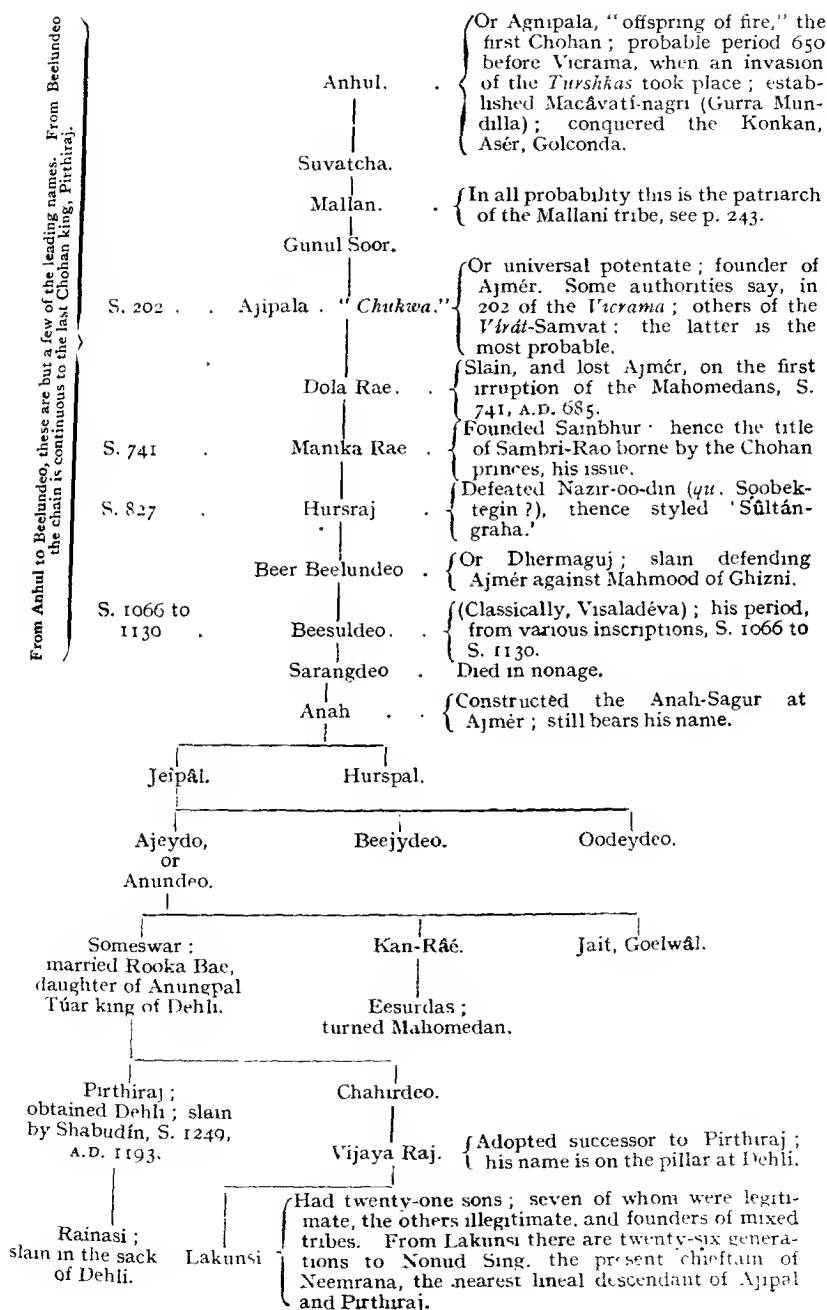 From Anhul to Beelundeo, these are but a few of the leading names. From Beelundeo
the chain is continuous to the last Chohan king, Pirthiraj.
Anhul. .
Or Agnipala, “offspring of fire,” the
first Chohan ; probable period 650
before Vicrama, when an invasion
of the Turshkas took place ; estab-
lished Macâvatí-nagri (Gurra Mun-
dilla) ; conquered the Konkan,
Asér, Golconda.
Suvatcha.
Mallan. .
In all probability this is the patriarch
of the Mallani tribe, see p. 243.
Gunul Soor.
S. 202 . . Ajipala . “Chukwa.”
Or universal potentate ; founder of
Ajmér. Some authorities say, in
202 of the Vicrama ; others of the
Virát-Samvat : the latter is the
most probable.
Dola Rae. .
Slain, and lost Ajmér, on the first
irruption of the Mahomedans, S.
741, A.D. 685.
S. 741 . Manika Rae .
Founded Sambhur · hence the title
of Sambri-Rao borne by the Chohan
princes, his issue.
S. 827 . Hursraj .
Defeated Nazir-oo-din (qu. Soobek-
tegin ?), thence styled ‘Sûltán-
graha.’
Beer Beelundeo .
Or Dhermaguj ; slain defending
Ajmér against Mahmood of Ghizni.
S. 1066 to
1130 . Beesuldeo. .
(Classically, Visaladéva) ; his period,
from various inscriptions, S. 1066 to
S. 1130.
Sarangdeo . Died in nonage.
Anah . .
Constructed the Anah-Sagur at
Ajmér ; still bears his name.
Jeipâl. Hurspal.
Ajeydo, Beejydeo. Oodeydeo.
or
Anundeo.
Someswar : Kan-Râé. Jait, Goelwâl.
married Rooka Bae,
daughter of Anungpal
Túar king of Dehli.
Eesurdas ;
turned Mahomedan.
Pirthiraj ; Chahirdeo.
obtained Dehli ; slain
by Shabudín, S. 1249,
A.D. 1193.
Vijaya Raj.
Adopted successor to Pirthiraj ;
his name is on the pillar at Dehli.
Rainasi ;
slain in the sack
of Dehli.
Lakunsi
Had twenty-one sons ; seven of whom were legiti-
mate, the others illegitimate, and founders of mixed
tribes. From Lakunsi there are twenty-six genera-
tions to Nonud Sing, the present chieftain of
Neemrana, the nearest lineal descendant of Ajipal
and Pirthiraj.